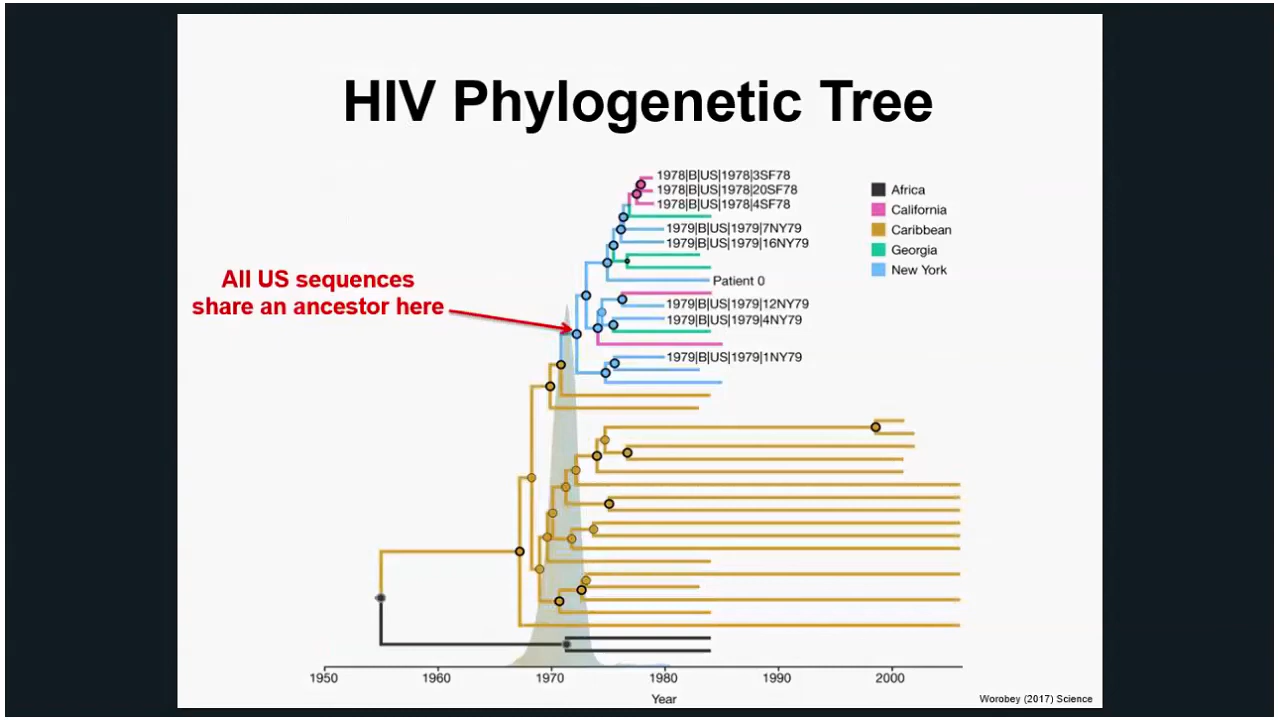 HIV Phylogenetic Tree
1978|B|US|1978|3SF78
1978|B|US|1978|20SF78
1978|B|US|1978|4SF78
1979|B|US|1979|7NY79
1979|B|US|1979|16NY79
Patient 0
1979|B|US|1979|12NY79
1979|B|US|1979|4NY79
1979|B|US|1979|1NY79
Africa
California
Caribbean
Georgia
New York
All US sequences
share an ancestor here
1950 1960 1970 1980 1990 2000
Year
Worobey (2017) Science